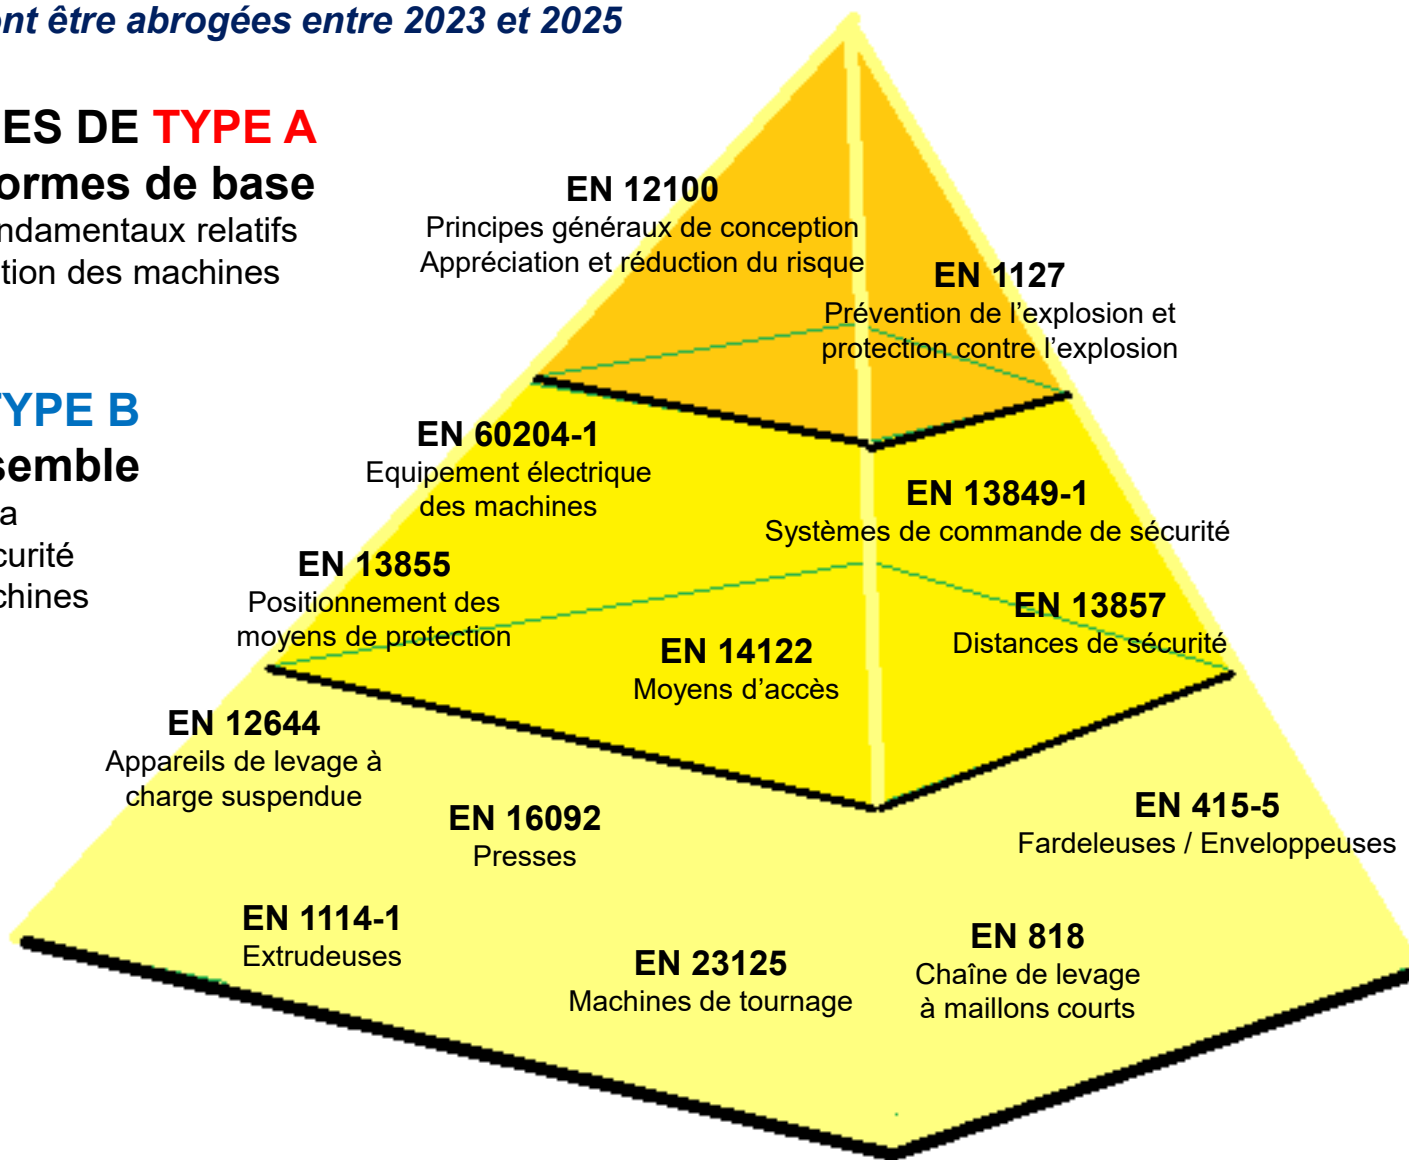 ont être abrogées entre 2023 et 2025
ES DE TYPE A
ormes de base
ndamentaux relatifs
tion des machines
EN 12100
Principes généraux de conception
Appréciation et réduction du risque
EN 1127
Prévention de l’explosion et
protection contre l’explosion
TYPE B
semble
a
curité
chines
EN 60204-1
Equipement électrique
des machines
EN 13849-1
Systèmes de commande de sécurité
EN 13855
Positionnement des
moyens de protection
EN 13857
Distances de sécurité
EN 14122
Moyens d’accès
EN 12644
Appareils de levage à
charge suspendue
EN 16092
Presses
EN 415-5
Fardeleuses / Enveloppeuses
EN 1114-1
Extrudeuses
EN 23125
Machines de tournage
EN 818
Chaîne de levage
à maillons courts